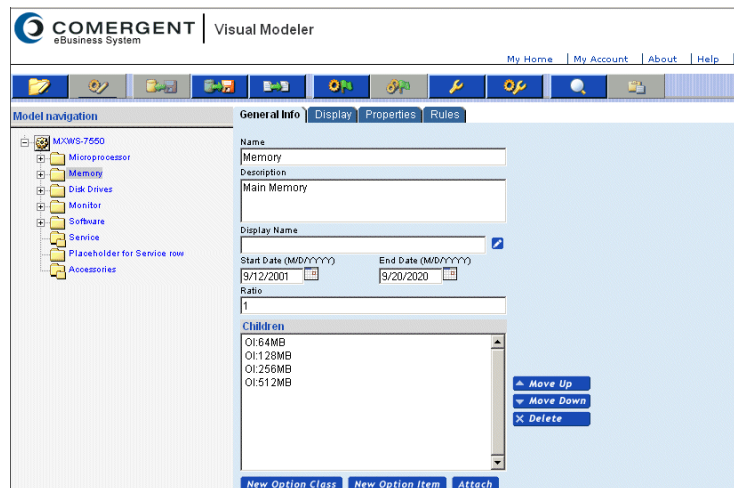 COMERGENT
eBusiness System
Visual Modeler
My Home | My Account | About | Help |
Model navigation
General Info Display Properties Rules
MXWS-7550
Microprocessor
Memory
Disk Drives
Monitor
Software
Service
Placeholder for Service row
Accessories
Name
Memory
Description
Main Memory
Display Name
Start Date (M/D/YYYY) End Date (M/D/YYYY)
9/12/2001 9/20/2020
Ratio
1
Children
OI:64MB
OI:128MB
OI:256MB
OI:512MB
Move Up
Move Down
Delete
New Option Class New Option Item Attach